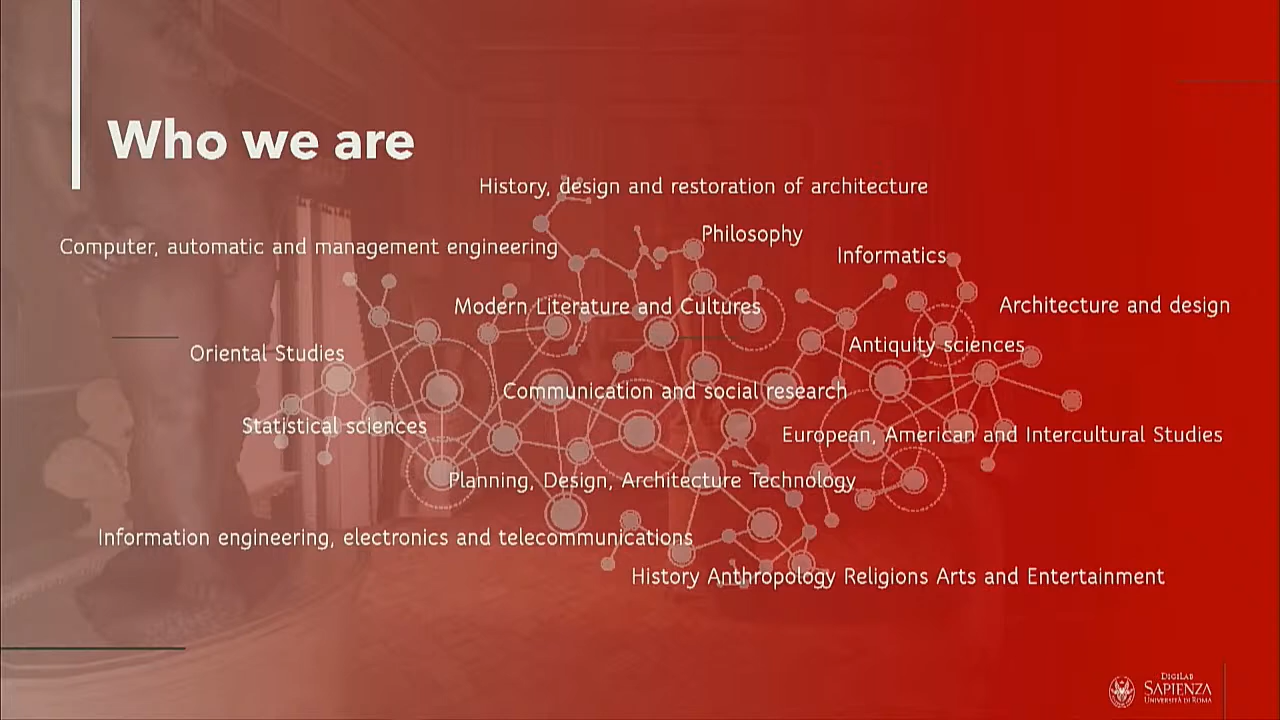 Who we are
History, design and restoration of architecture
Philosophy
Computer, automatic and management engineering
Informatics
Modern Literature and Cultures
Architecture and design
Antiquity sciences
Oriental Studies
Communication and social research
Statistical sciences
European, American and Intercultural Studies
Planning, Design, Architecture Technology
Information engineering, electronics and telecommunications
History Anthropology Religions Arts and Entertainment
DIGILAB
SAPIENZA
UNIVERSITÀ DI ROMA